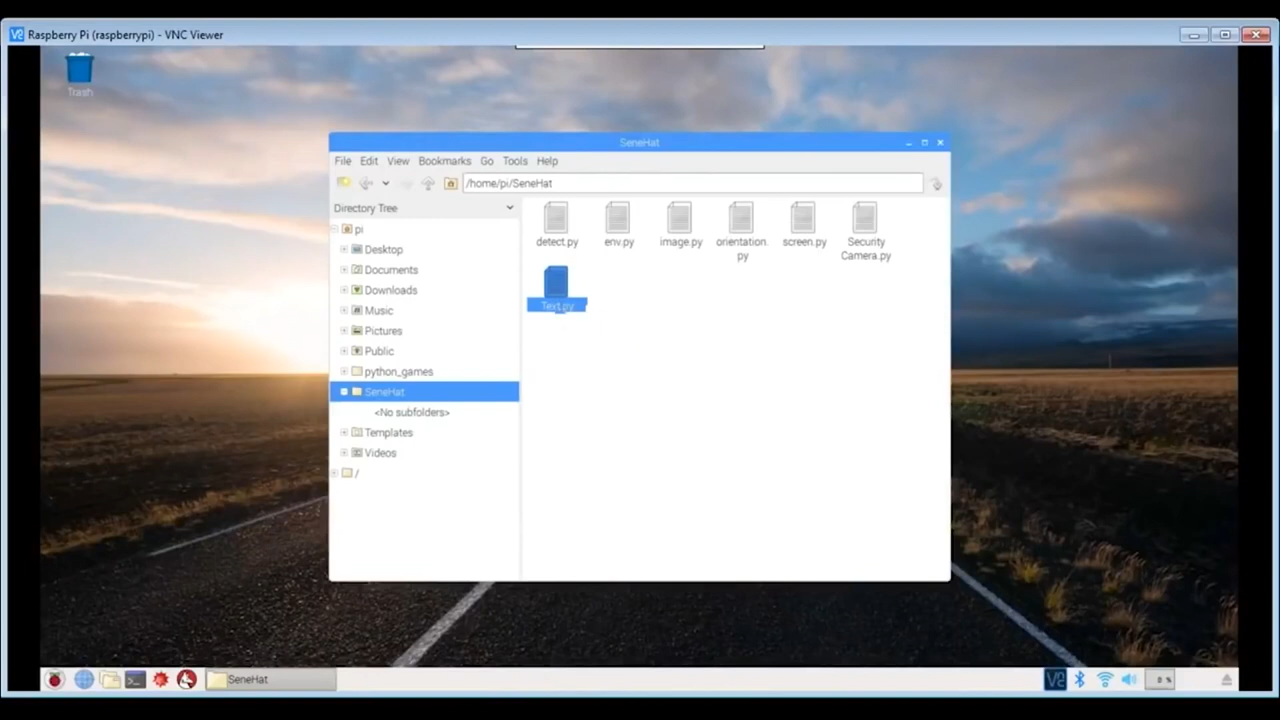 Raspberry Pi (raspberrypi) - VNC Viewer
Trash
SeneHat
File Edit View Bookmarks Go Tools Help
/home/pi/SeneHat
Directory Tree
pi
Desktop
Documents
Downloads
Music
Pictures
Public
python_games
SeneHat
<No subfolders>
Templates
Videos
/
detect.py
env.py
image.py
orientation.
py
screen.py
Security
Camera.py
Text.py
SeneHat
0 %